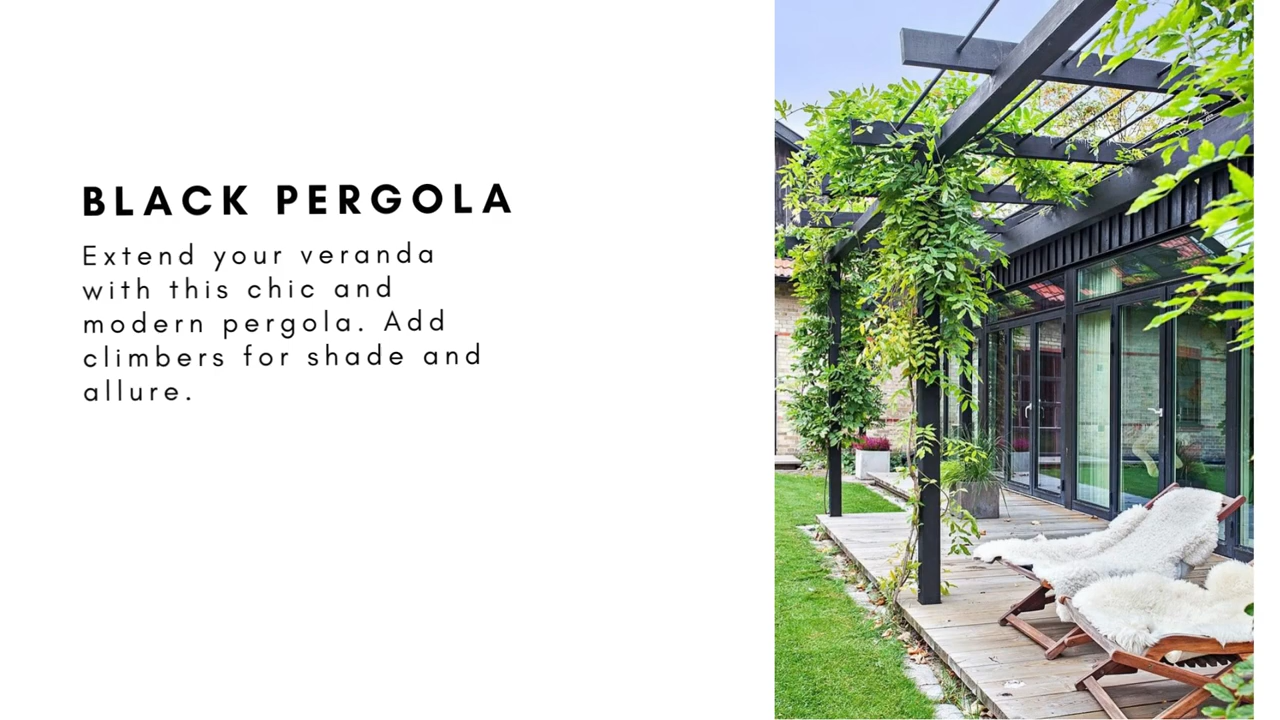 BLACK PERGOLA
Extend your veranda
with this chic and
modern pergola. Add
climbers for shade and
allure.